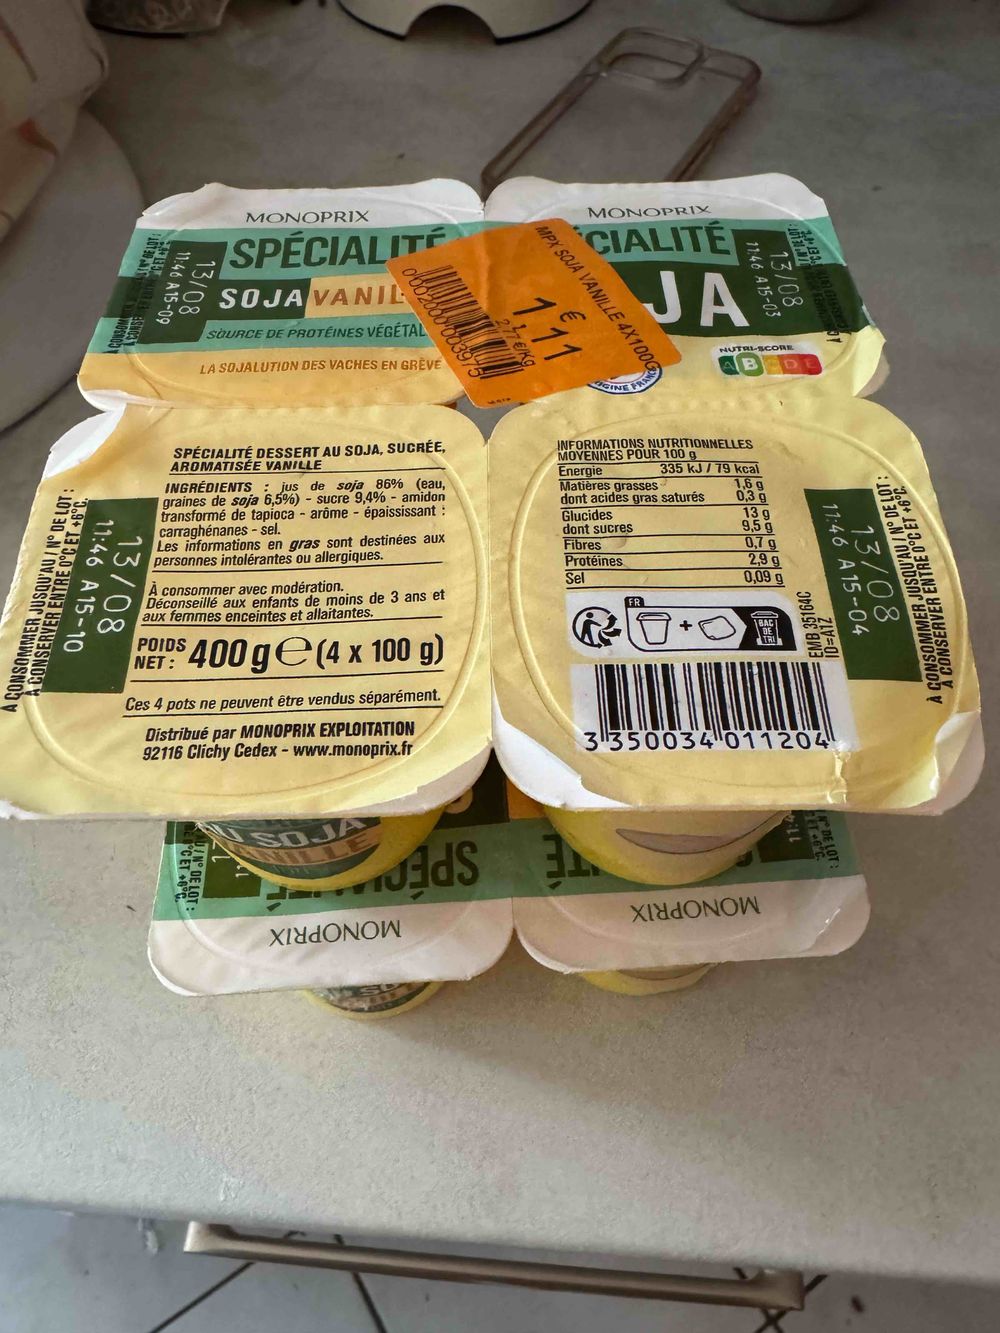 MONOPRIX
SPÉCIALITÉ
SOJA
SOURCE DE PROTÉINES
LA SOJALUTION DES VACHES EN GRÈVE
13/08
11:46 A15-09
MPX SOJA VANILLE 4X100G
1 €
11
2,77 €/Kg
MONOPRIX
CIALITÉ
JA
NUTRI-SCORE
A B C D E
13/08
11:46 A15-03
SPÉCIALITÉ DESSERT AU SOJA, SUCRÉE,
AROMATISÉE VANILLE
INGRÉDIENTS : jus de soja 86% (eau,
graines de soja 6,5%) - sucre 9,4% - amidon
transformé de tapioca - arôme - épaississant :
carraghénanes - sel.
Les informations en gras sont destinées aux
personnes intolérantes ou allergiques.
À consommer avec modération.
Déconseillé aux enfants de moins de 3 ans et
aux femmes enceintes et allaitantes.
POIDS
NET : 400 g e (4 x 100 g)
Ces 4 pots ne peuvent être vendus séparément.
Distribué par MONOPRIX EXPLOITATION
92116 Clichy Cedex - www.monoprix.fr
À CONSOMMER JUSQU'AU / N° DE LOT :
À CONSERVER ENTRE 0°C ET +6°C.
13/08
11:46 A15-10
INFORMATIONS NUTRITIONNELLES
MOYENNES POUR 100 g
Energie 335 kJ / 79 kcal
Matières grasses 1,6 g
dont acides gras saturés 0,3 g
Glucides 13 g
dont sucres 9,5 g
Fibres 0,7 g
Protéines 2,9 g
Sel 0,09 g
FR
+
BAC
DE
TRI
EMB 35164C
ID=A1Z
3 350034 011204
À CONSOMMER JUSQU'AU / N° DE LOT :
À CONSERVER ENTRE 0°C ET +6°C.
13/08
11:46 A15-04
U SOJA
NILLE
MONOPRIX
MONOPRIX